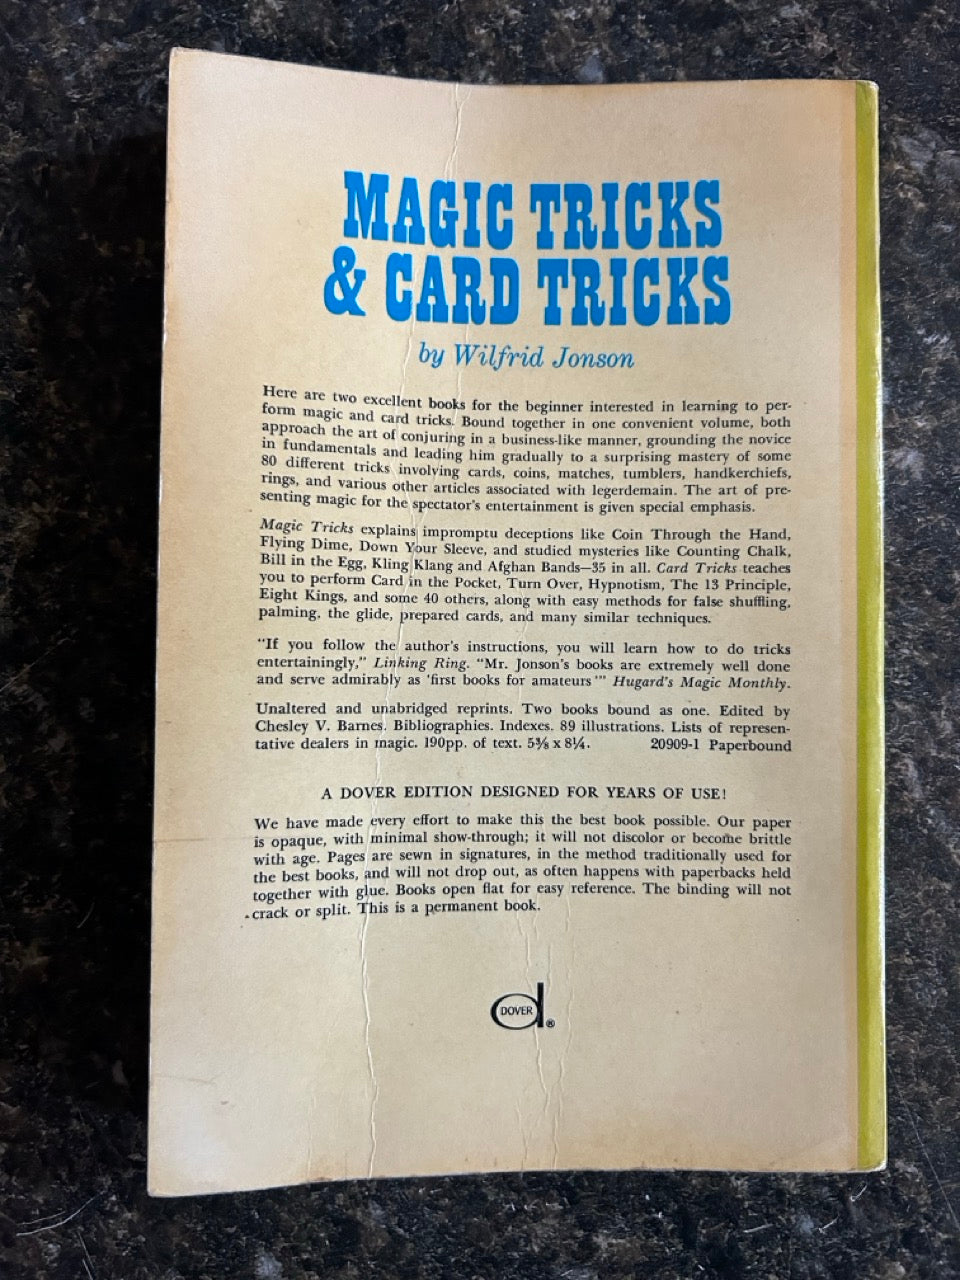 MAGIC TRICKS
& CARD TRICKS
by Wilfrid Jonson
Here are two excellent books for the beginner interested in learning to per-
form magic and card tricks. Bound together in one convenient volume, both
approach the art of conjuring in a business-like manner, grounding the novice
in fundamentals and leading him gradually to a surprising mastery of some
80 different tricks involving cards, coins, matches, tumblers, handkerchiefs,
rings, and various other articles associated with legerdemain. The art of pre-
senting magic for the spectator's entertainment is given special emphasis.
Magic Tricks explains impromptu deceptions like Coin Through the Hand,
Flying Dime, Down Your Sleeve, and studied mysteries like Counting Chalk,
Bill in the Egg, Kling Klang and Afghan Bands—35 in all. Card Tricks teaches
you to perform Card in the Pocket, Turn Over, Hypnotism, The 13 Principle,
Eight Kings, and some 40 others, along with easy methods for false shuffling,
palming, the glide, prepared cards, and many similar techniques.
"If you follow the author's instructions, you will learn how to do tricks
entertainingly," Linking Ring. "Mr. Jonson's books are extremely well done
and serve admirably as 'first books for amateurs'" Hugard's Magic Monthly.
Unaltered and unabridged reprints. Two books bound as one. Edited by
Chesley V. Barnes. Bibliographies. Indexes. 89 illustrations. Lists of represen-
tative dealers in magic. 190pp. of text. 5⅜ x 8¼. 20909-1 Paperbound
A DOVER EDITION DESIGNED FOR YEARS OF USE!
We have made every effort to make this the best book possible. Our paper
is opaque, with minimal show-through; it will not discolor or become brittle
with age. Pages are sewn in signatures, in the method traditionally used for
the best books, and will not drop out, as often happens with paperbacks held
together with glue. Books open flat for easy reference. The binding will not
crack or split. This is a permanent book.
DOVER ®